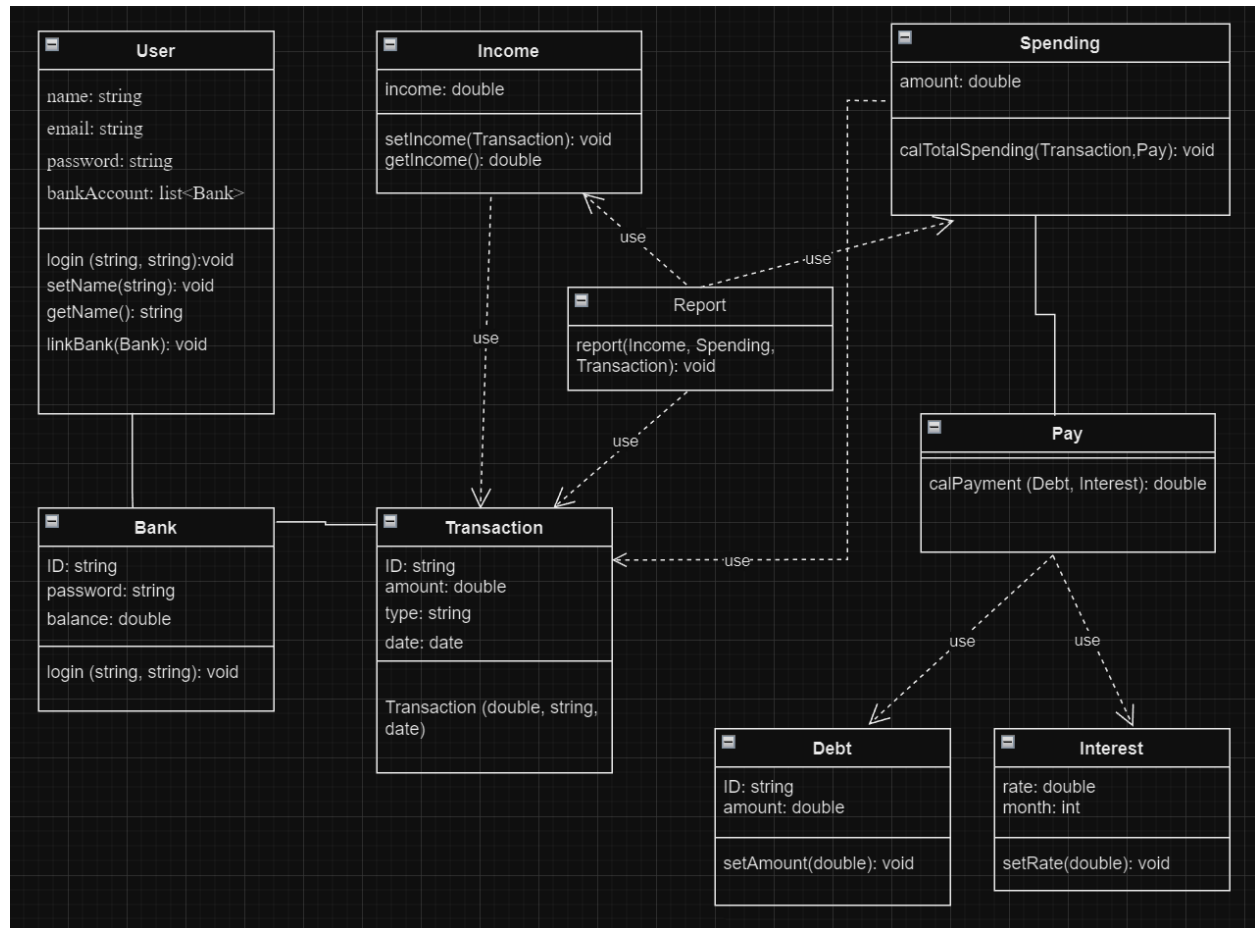 User
name: string
email: string
password: string
bankAccount: list<Bank>
login (string, string):void
setName(string): void
getName(): string
linkBank(Bank): void
Income
income: double
setIncome(Transaction): void
getIncome(): double
Spending
amount: double
calTotalSpending(Transaction,Pay): void
use
use
Report
report(Income, Spending,
Transaction): void
use
use
Pay
calPayment (Debt, Interest): double
Bank
ID: string
password: string
balance: double
login (string, string): void
Transaction
ID: string
amount: double
type: string
date: date
Transaction (double, string,
date)
use
use
use
Debt
ID: string
amount: double
setAmount(double): void
Interest
rate: double
month: int
setRate(double): void